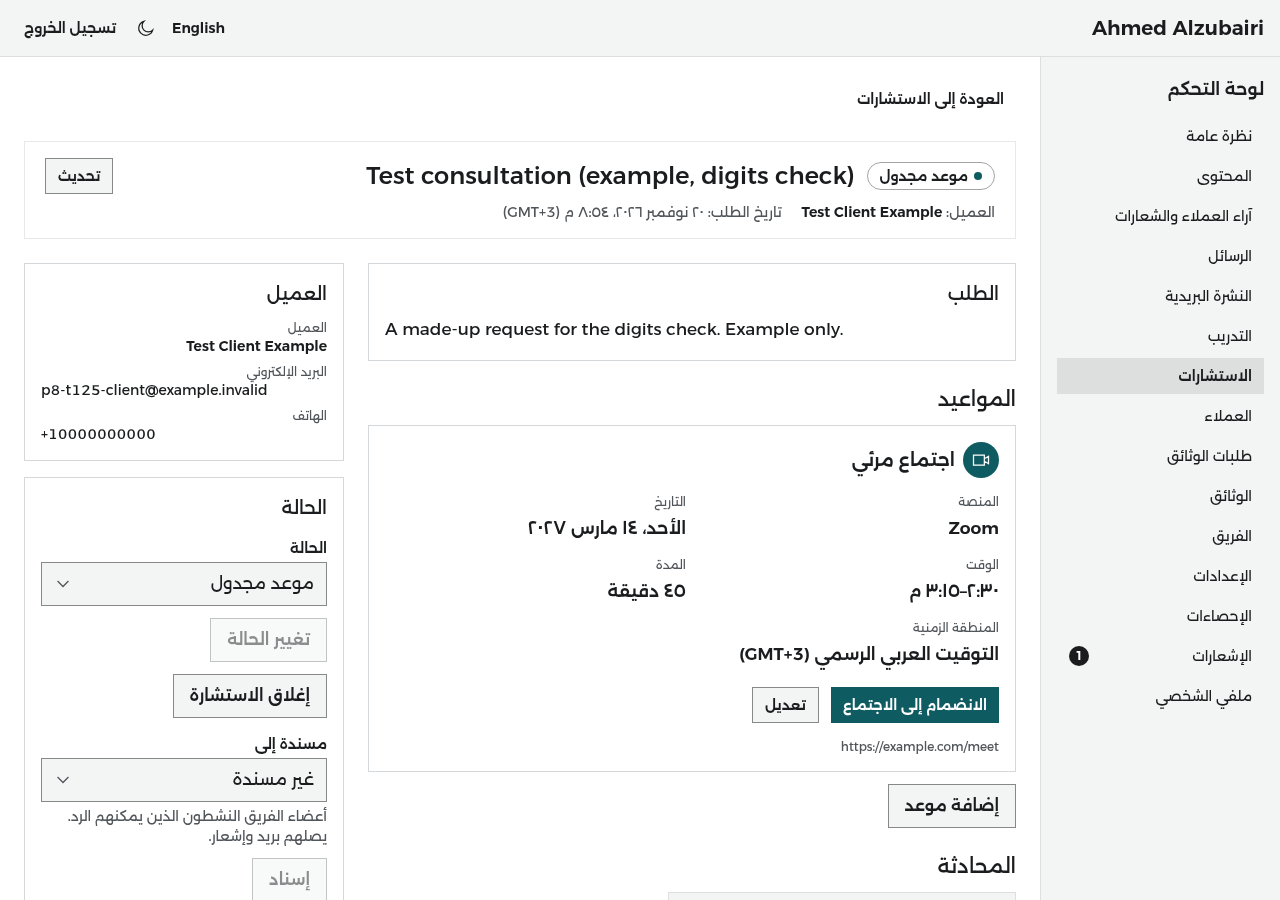 Ahmed Alzubairi
English
تسجيل الخروج
لوحة التحكم
نظرة عامة
المحتوى
آراء العملاء والشعارات
الرسائل
النشرة البريدية
التدريب
الاستشارات
العملاء
طلبات الوثائق
الوثائق
الفريق
الإعدادات
الإحصاءات
الإشعارات 1
ملفي الشخصي
العودة إلى الاستشارات
موعد مجدول
Test consultation (example, digits check)
تحديث
العميل: Test Client Example
تاريخ الطلب: ٢٠ نوفمبر ٢٠٢٦، ٨:٥٤ م (GMT+3)
الطلب
A made-up request for the digits check. Example only.
المواعيد
اجتماع مرئي
المنصة
Zoom
التاريخ
الأحد، ١٤ مارس ٢٠٢٧
الوقت
٢:٣٠–٣:١٥ م
المدة
٤٥ دقيقة
المنطقة الزمنية
التوقيت العربي الرسمي (GMT+3)
الانضمام إلى الاجتماع
تعديل
https://example.com/meet
إضافة موعد
المحادثة
العميل
العميل
Test Client Example
البريد الإلكتروني
p8-t125-client@example.invalid
الهاتف
+10000000000
الحالة
الحالة
موعد مجدول
تغيير الحالة
إغلاق الاستشارة
مسندة إلى
غير مسندة
أعضاء الفريق النشطون الذين يمكنهم الرد.
يصلهم بريد وإشعار.
إسناد